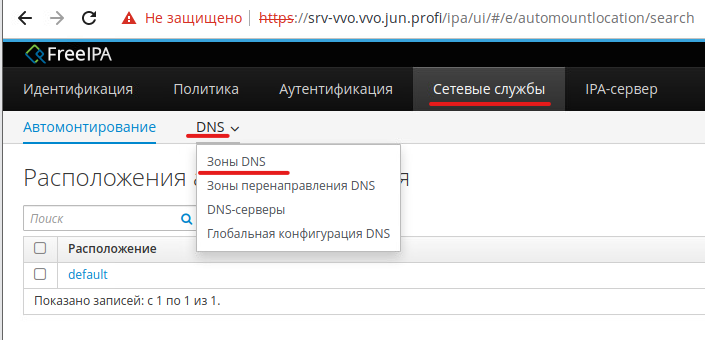 Не защищено https://srv-vvo.vvo.jun.profi/ipa/ui/#/e/automountlocation/search
FreeIPA
Идентификация Политика Аутентификация Сетевые службы IPA-сервер
Автомонтирование DNS
Зоны DNS
Расположения а я
Зоны перенаправления DNS
DNS-серверы
Поиск
Глобальная конфигурация DNS
Расположение
default
Показано записей: с 1 по 1 из 1.